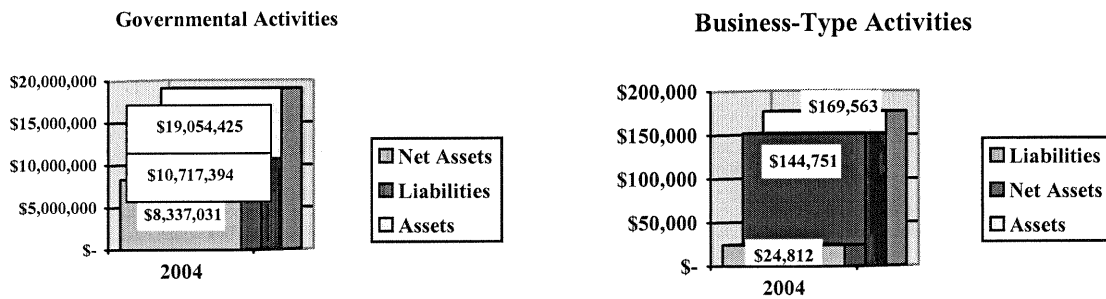 Governmental Activities
$20,000,000
$15,000,000
$10,000,000
$5,000,000
$-
$19,054,425
$10,717,394
$8,337,031
2004
Net Assets
Liabilities
Assets
Business-Type Activities
$200,000
$150,000
$100,000
$50,000
$-
$169,563
$144,751
$24,812
2004
Liabilities
Net Assets
Assets